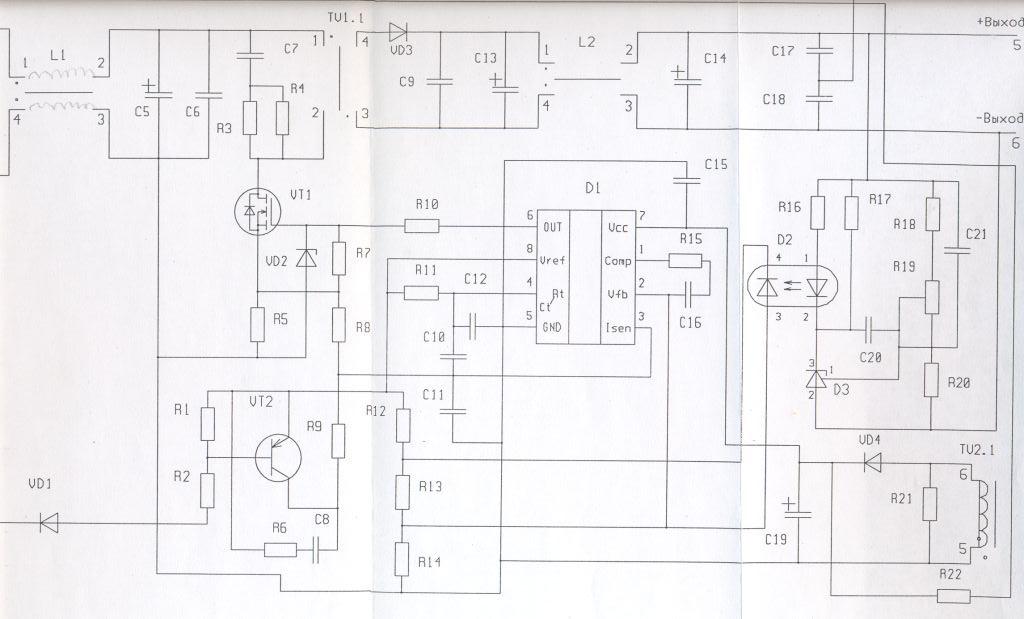 TU1.1
+Выход
5
L1
1
2
4
3
C5
C6
C7
R3
R4
1
4
2
3
VD3
C9
C13
L2
1
2
4
3
C14
C17
C18
-Выход
6
VT1
R10
D1
C15
6
OUT
Vcc
7
8
Vref
Comp
1
4
Rt
Ct/
Vfb
2
5
GND
Isen
3
R15
C16
R16
R17
R18
R19
C21
D2
4
1
3
2
C20
3
1
2
D3
R20
VD2
R7
R5
R8
R11
C12
C10
C11
R1
VT2
R9
R12
R2
R13
VD1
R6
C8
R14
VD4
TU2.1
6
R21
C19
5
R22